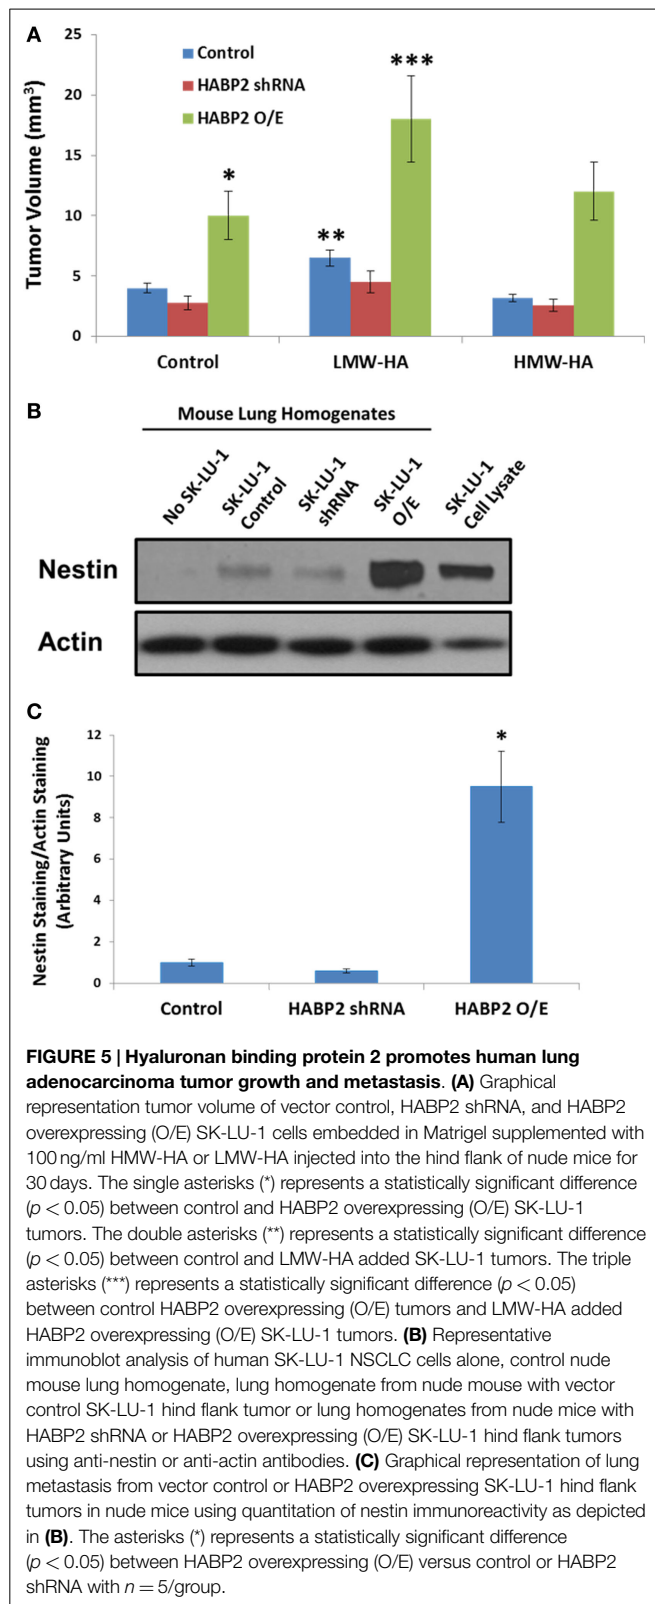 A
Tumor Volume (mm³)
25
20
15
10
5
0
Control
HABP2 shRNA
HABP2 O/E
*
**
***
Control
LMW-HA
HMW-HA
B
Mouse Lung Homogenates
No SK-LU-1
SK-LU-1
Control
SK-LU-1
shRNA
SK-LU-1
O/E
SK-LU-1
Cell Lysate
Nestin
Actin
C
Nestin Staining/Actin Staining
(Arbitrary Units)
12
10
8
6
4
2
0
*
Control
HABP2 shRNA
HABP2 O/E
FIGURE 5 | Hyaluronan binding protein 2 promotes human lung
adenocarcinoma tumor growth and metastasis. (A) Graphical
representation tumor volume of vector control, HABP2 shRNA, and HABP2
overexpressing (O/E) SK-LU-1 cells embedded in Matrigel supplemented with
100 ng/ml HMW-HA or LMW-HA injected into the hind flank of nude mice for
30 days. The single asterisks (*) represents a statistically significant difference
(p < 0.05) between control and HABP2 overexpressing (O/E) SK-LU-1
tumors. The double asterisks (**) represents a statistically significant difference
(p < 0.05) between control and LMW-HA added SK-LU-1 tumors. The triple
asterisks (***) represents a statistically significant difference (p < 0.05)
between control HABP2 overexpressing (O/E) tumors and LMW-HA added
HABP2 overexpressing (O/E) SK-LU-1 tumors. (B) Representative
immunoblot analysis of human SK-LU-1 NSCLC cells alone, control nude
mouse lung homogenate, lung homogenate from nude mouse with vector
control SK-LU-1 hind flank tumor or lung homogenates from nude mice with
HABP2 shRNA or HABP2 overexpressing (O/E) SK-LU-1 hind flank tumors
using anti-nestin or anti-actin antibodies. (C) Graphical representation of lung
metastasis from vector control or HABP2 overexpressing SK-LU-1 hind flank
tumors in nude mice using quantitation of nestin immunoreactivity as depicted
in (B). The asterisks (*) represents a statistically significant difference
(p < 0.05) between HABP2 overexpressing (O/E) versus control or HABP2
shRNA with n = 5/group.